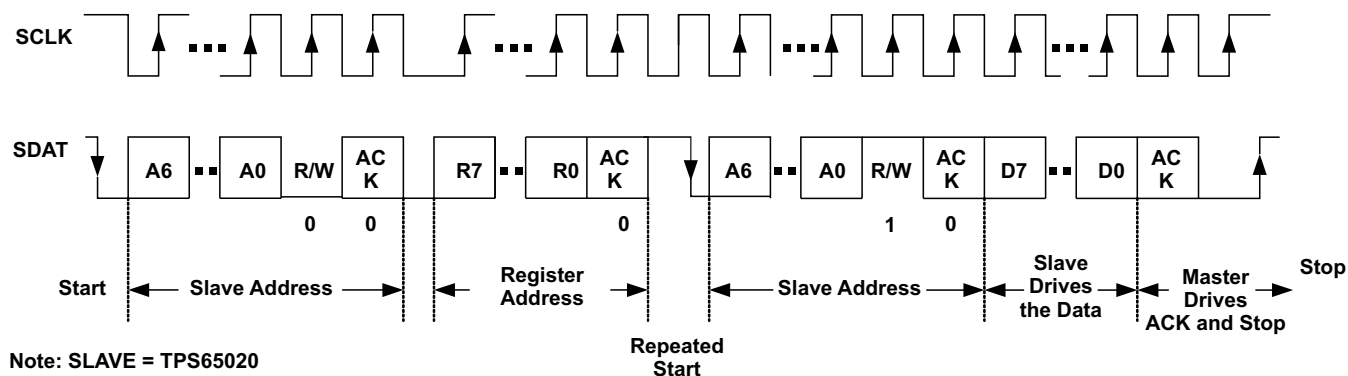 SCLK
SDAT
A6 A0 R/W AC K R7 R0 AC K A6 A0 R/W AC K D7 D0 AC K
0 0 0 1 0
Start Slave Address Register Address Slave Address Slave Drives the Data Master Drives ACK and Stop Stop
Repeated Start
Note: SLAVE = TPS65020